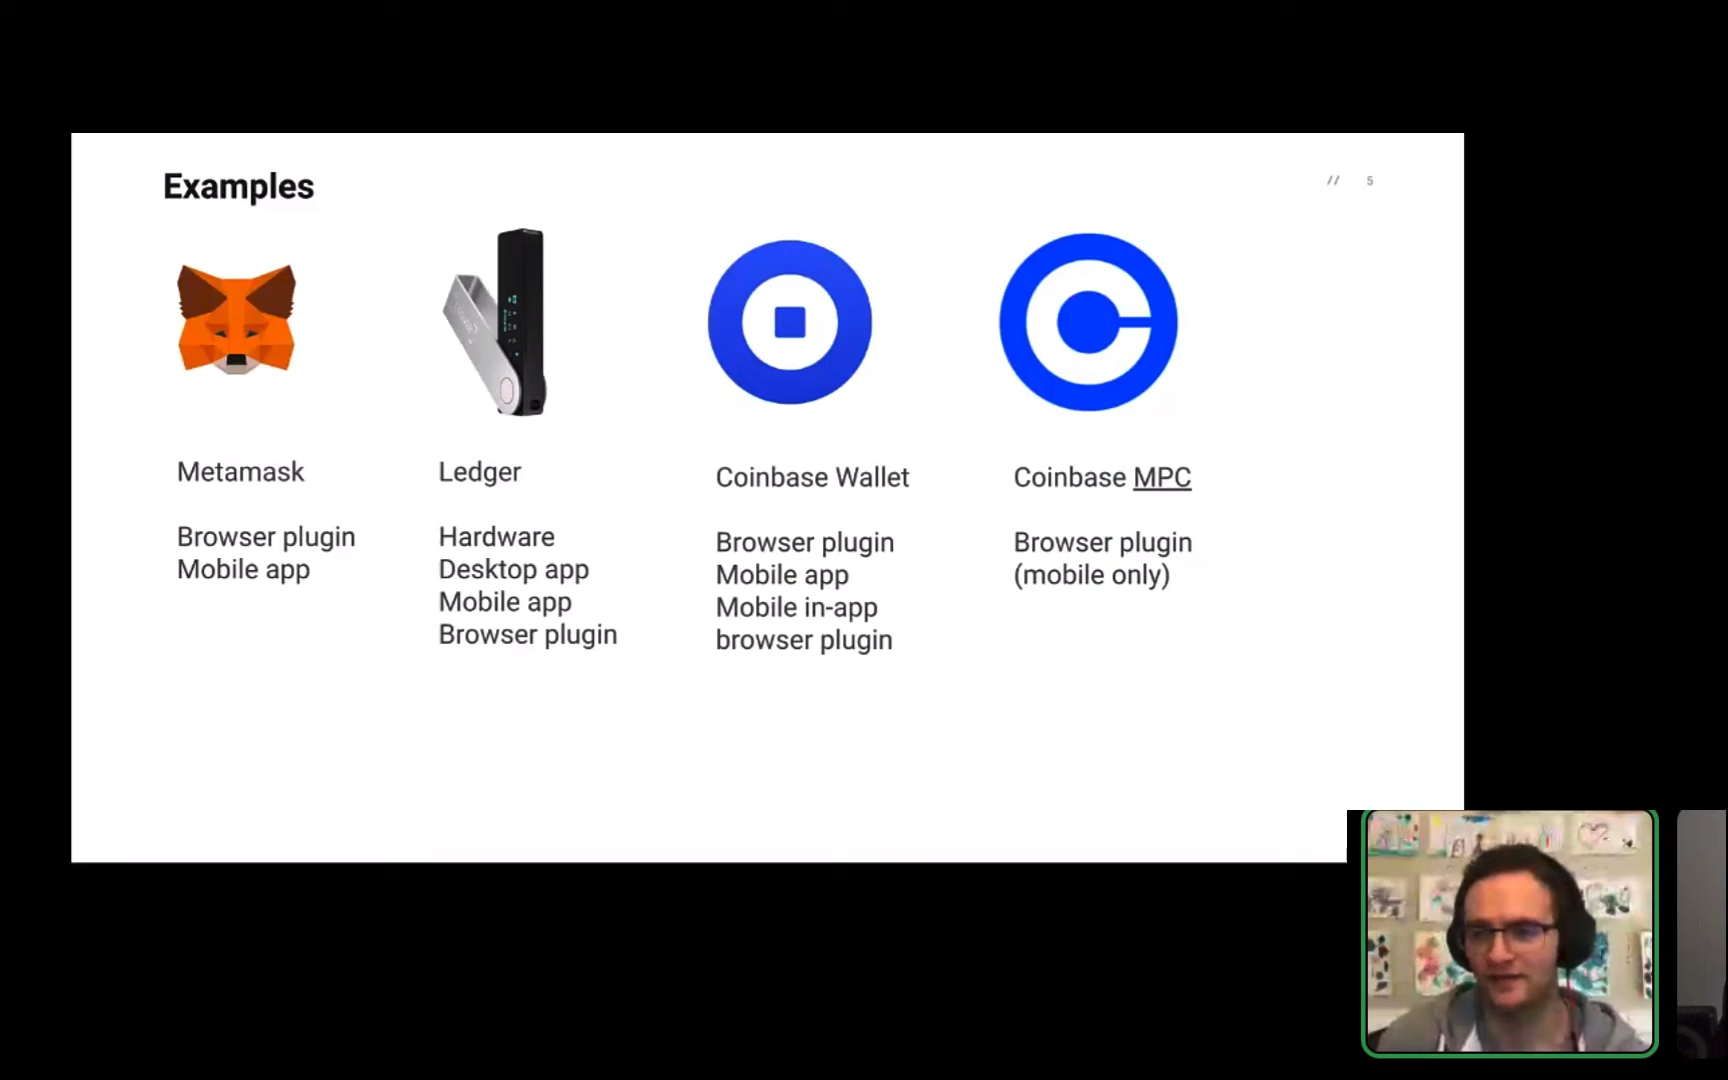 Examples
// 5
Metamask
Browser plugin
Mobile app
Ledger
Hardware
Desktop app
Mobile app
Browser plugin
Coinbase Wallet
Browser plugin
Mobile app
Mobile in-app
browser plugin
Coinbase MPC
Browser plugin
(mobile only)